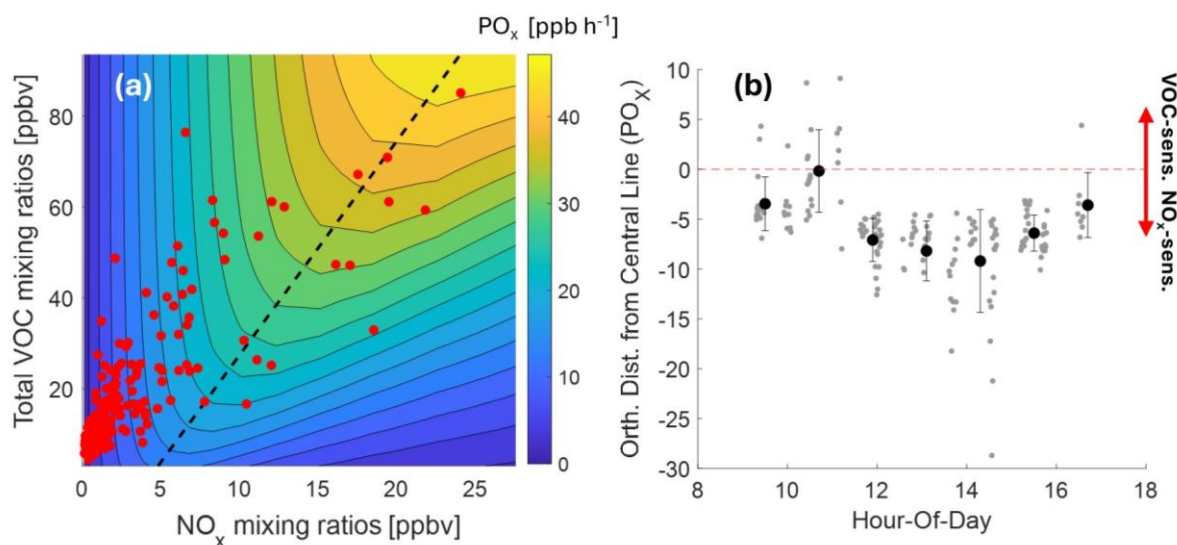 POₓ [ppb h⁻¹]
(a)
Total VOC mixing ratios [ppbv]
80
60
40
20
0 5 10 15 20 25
NOₓ mixing ratios [ppbv]
40
30
20
10
0
(b)
Orth. Dist. from Central Line (PO_X)
10
5
0
-5
-10
-15
-20
-25
-30
8 10 12 14 16 18
Hour-Of-Day
VOC-sens. NOₓ-sens.